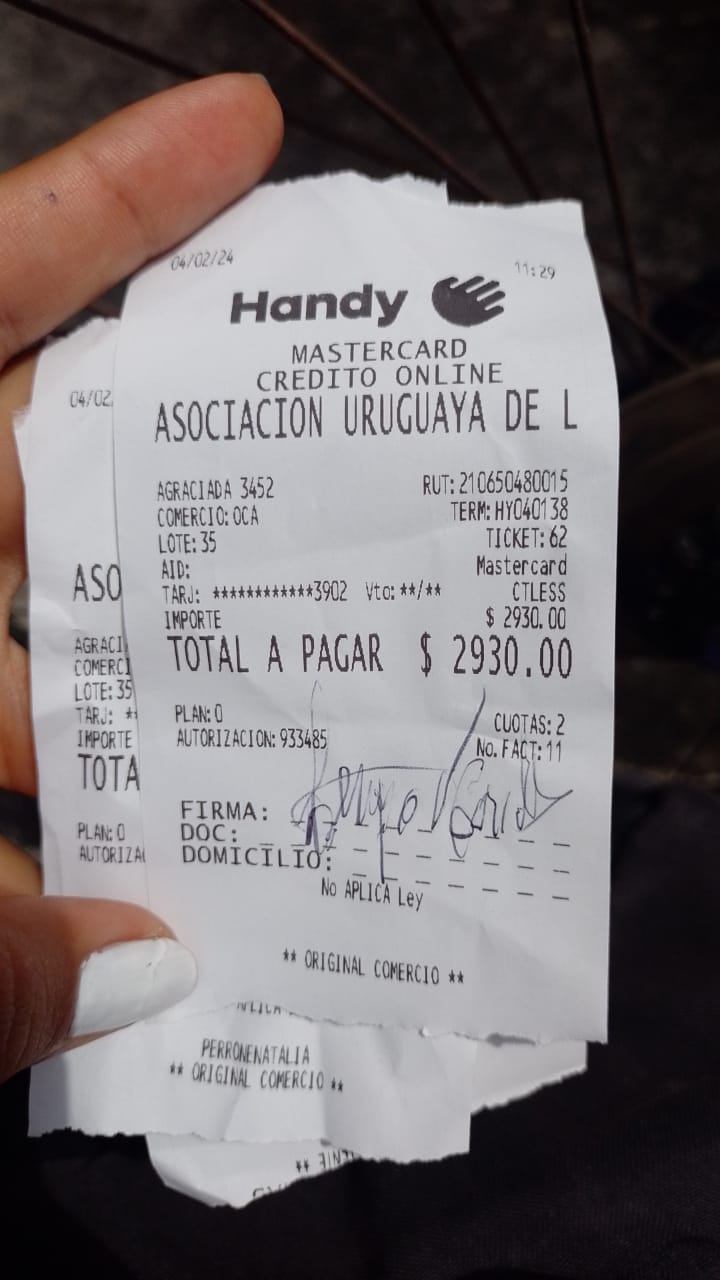 04/02/24 11:29
Handy
MASTERCARD
CREDITO ONLINE
ASOCIACION URUGUAYA DE L
AGRACIADA 3452 RUT: 210650480015
COMERCIO: OCA TERM: HY040138
LOTE: 35 TICKET: 62
AID: Mastercard
TARJ: ************3902 Vto: **/** CTLESS
IMPORTE $ 2930.00
TOTAL A PAGAR $ 2930.00
PLAN: 0 CUOTAS: 2
AUTORIZACION: 933485 No. FACT: 11
FIRMA:
DOC:
DOMICILIO:
No APLICA Ley
** ORIGINAL COMERCIO **
04/02
ASO
AGRACI
COMERCI
LOTE: 35
TARJ: **
IMPORTE
TOTA
PLAN: 0
AUTORIZA
PERRONENATALIA
** ORIGINAL COMERCIO **